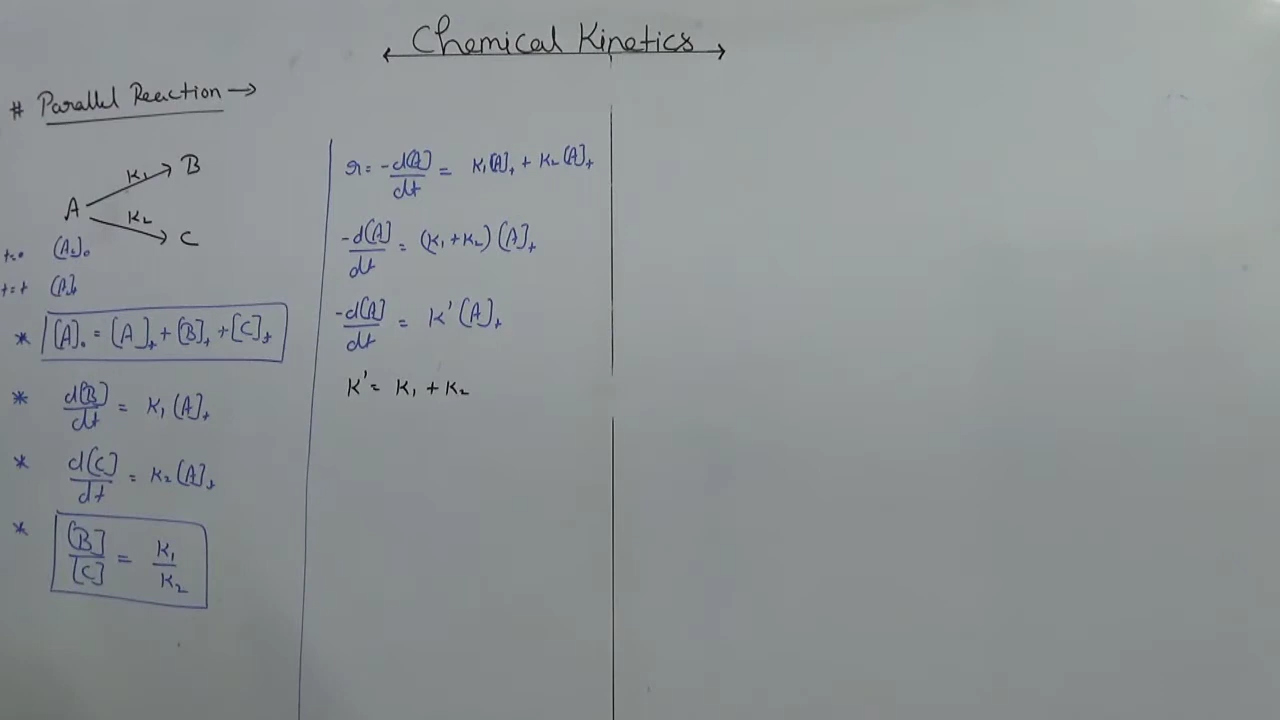 Chemical Kinetics
# Parallel Reaction →
K₁ B
A
K₂ C
t=0 [A₀]₀
t=t [A]t
* [A]₀ = [A]t + [B]t + [C]t
* d[B]/dt = K₁[A]t
* d[C]/dt = K₂[A]t
* [B]/[C] = K₁/K₂
r = -d[A]/dt = K₁[A]t + K₂[A]t
-d[A]/dt = (K₁+K₂)[A]t
-d[A]/dt = K'[A]t
K' = K₁ + K₂